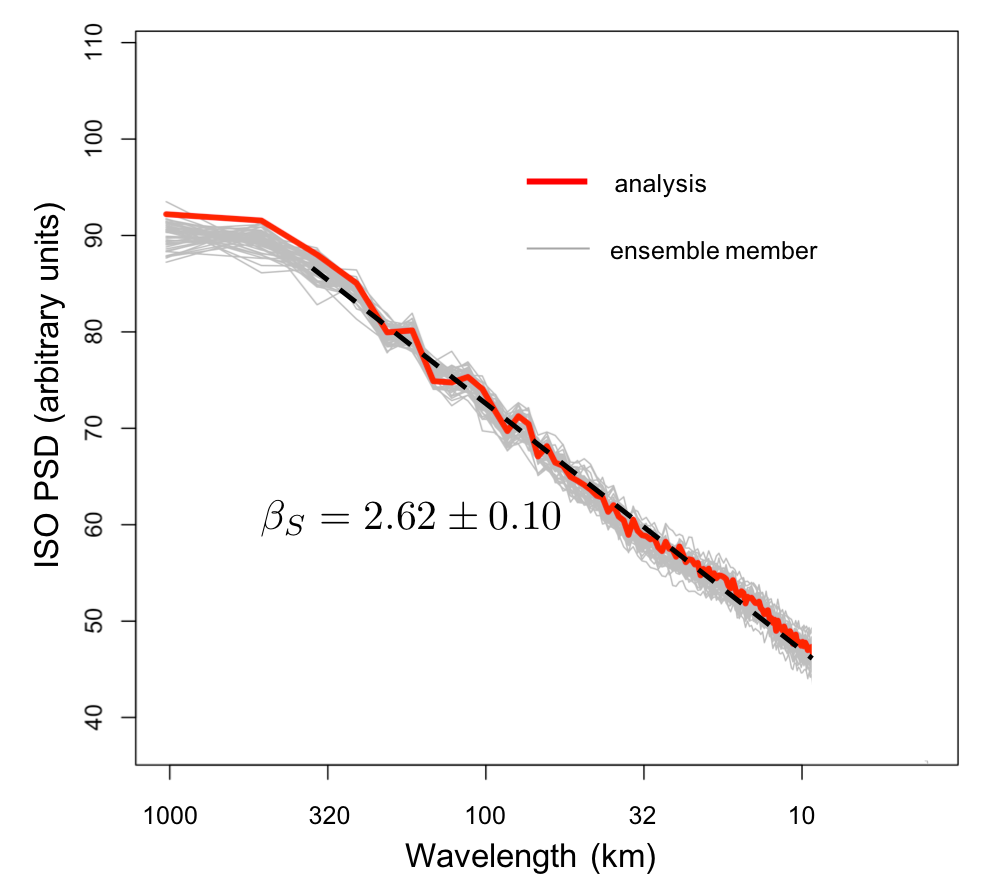 110
100
90
80
70
60
50
40
ISO PSD (arbitrary units)
analysis
ensemble member
β_S = 2.62 ± 0.10
1000 320 100 32 10
Wavelength (km)